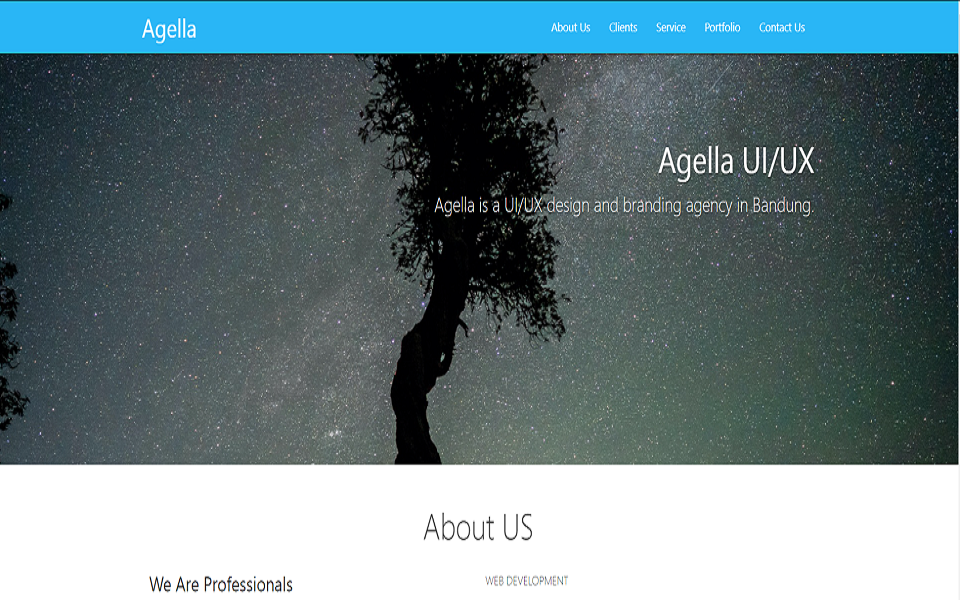 Agella
About Us Clients Service Portfolio Contact Us
Agella UI/UX
Agella is a UI/UX design and branding agency in Bandung.
About US
We Are Professionals
WEB DEVELOPMENT